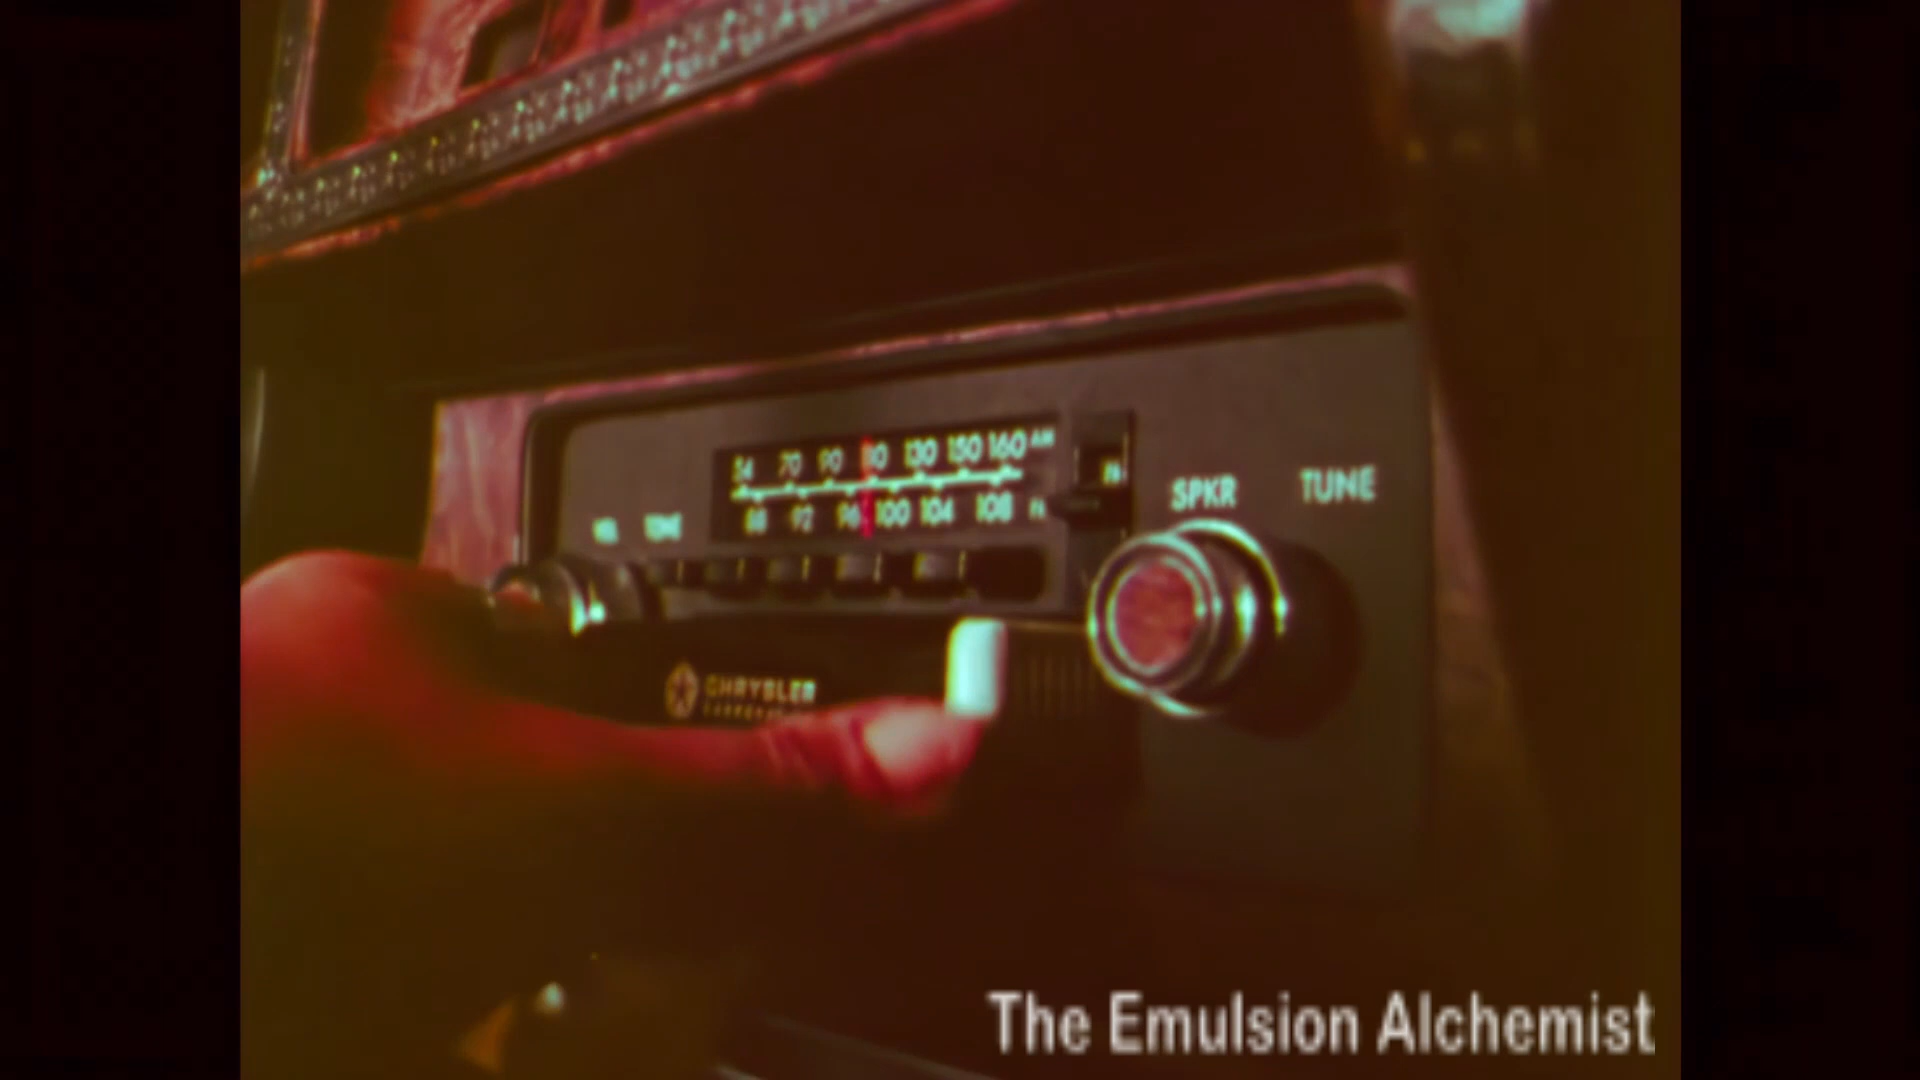 54 70 90 110 130 150 160 AM
88 92 96 100 104 108
SPKR TUNE
TONE
CHRYSLER
The Emulsion Alchemist